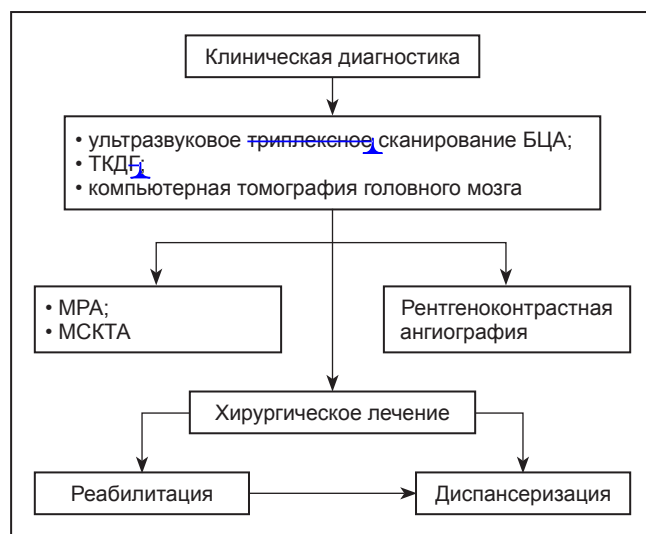 Клиническая диагностика
• ультразвуковое триплексное сканирование БЦА;
• ТКДГ;
• компьютерная томография головного мозга
• МРА;
• МСКТА
Рентгеноконтрастная
ангиография
Хирургическое лечение
Реабилитация
Диспансеризация